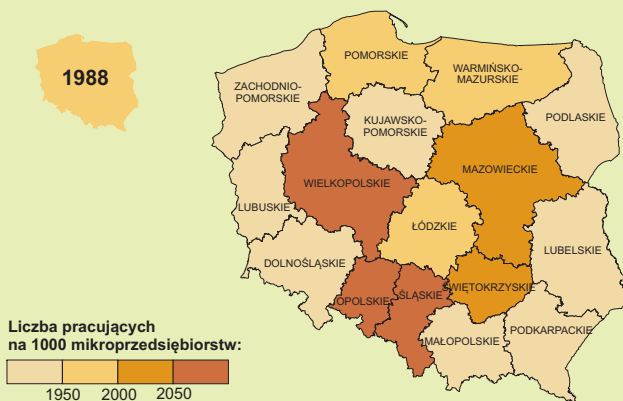 1988
POMORSKIE
WARMIŃSKO-
MAZURSKIE
ZACHODNIO-
POMORSKIE
KUJAWSKO-
POMORSKIE
PODLASKIE
MAZOWIECKIE
WIELKOPOLSKIE
LUBUSKIE
ŁÓDZKIE
LUBELSKIE
DOLNOŚLĄSKIE
OPOLSKIE
ŚLĄSKIE
ŚWIĘTOKRZYSKIE
MAŁOPOLSKIE
PODKARPACKIE
Liczba pracujących
na 1000 mikroprzedsiębiorstw:
1950 2000 2050